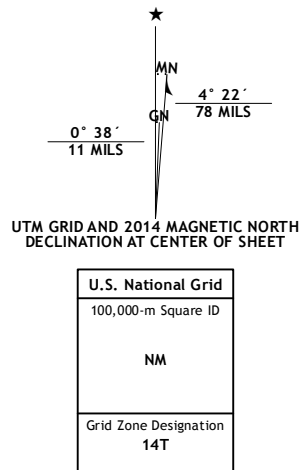 MN
GN
4° 22´
78 MILS
0° 38´
11 MILS
UTM GRID AND 2014 MAGNETIC NORTH
DECLINATION AT CENTER OF SHEET
U.S. National Grid
100,000-m Square ID
NM
Grid Zone Designation
14T